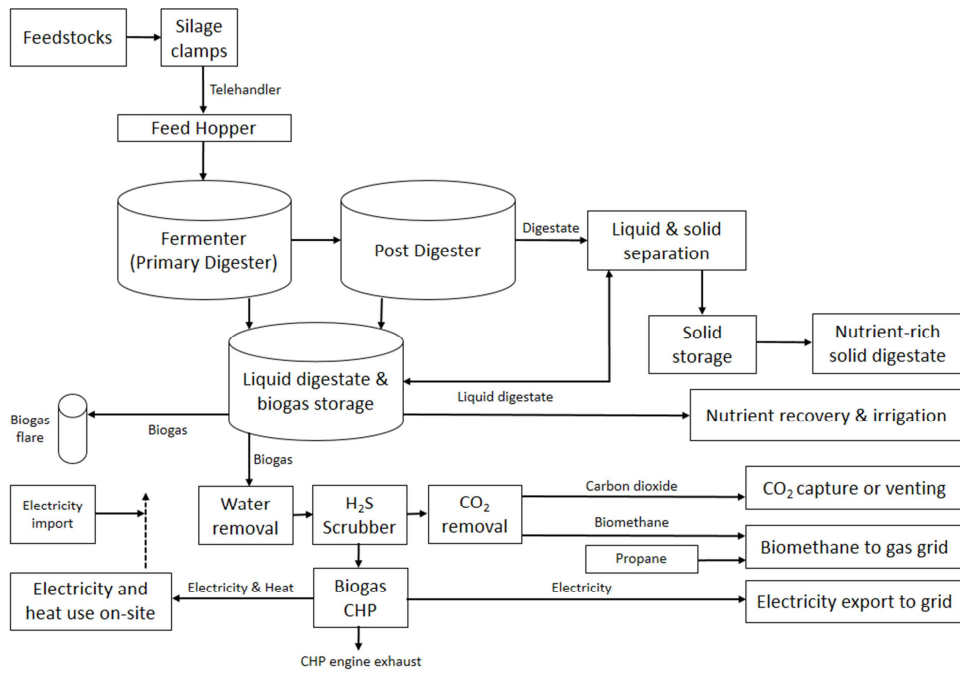 Feedstocks
Silage
clamps
Telehandler
Feed Hopper
Fermenter
(Primary Digester)
Post Digester
Digestate
Liquid & solid
separation
Solid
storage
Nutrient-rich
solid digestate
Liquid digestate &
biogas storage
Liquid digestate
Nutrient recovery & irrigation
Biogas
flare
Biogas
Biogas
Electricity
import
Water
removal
H₂S
Scrubber
CO₂
removal
Carbon dioxide
CO₂ capture or venting
Biomethane
Propane
Biomethane to gas grid
Electricity and
heat use on-site
Electricity & Heat
Biogas
CHP
Electricity
Electricity export to grid
CHP engine exhaust